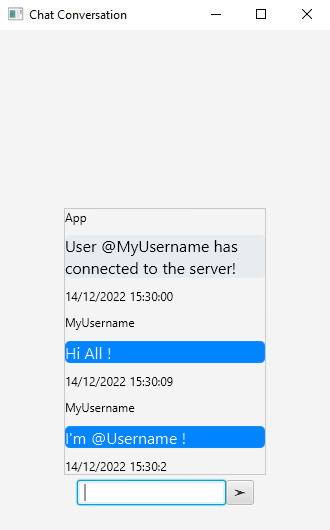 Chat Conversation
App
User @MyUsername has
connected to the server!
14/12/2022 15:30:00
MyUsername
Hi All !
14/12/2022 15:30:09
MyUsername
I'm @Username !
14/12/2022 15:30:2